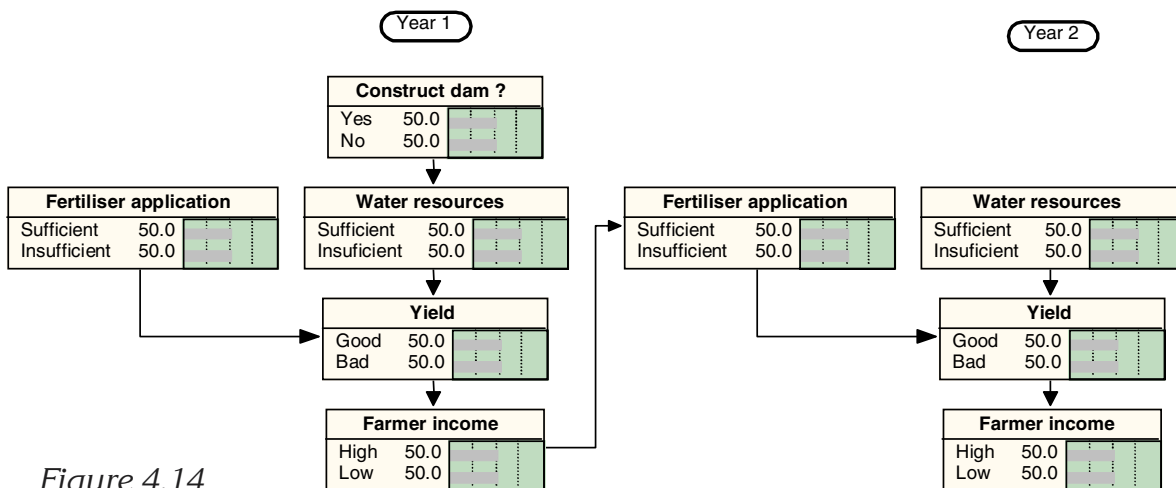 Year 1
Year 2
Construct dam ?
Yes 50.0
No 50.0
Fertiliser application
Sufficient 50.0
Insufficient 50.0
Water resources
Sufficient 50.0
Insuficient 50.0
Fertiliser application
Sufficient 50.0
Insufficient 50.0
Water resources
Sufficient 50.0
Insuficient 50.0
Yield
Good 50.0
Bad 50.0
Yield
Good 50.0
Bad 50.0
Farmer income
High 50.0
Low 50.0
Farmer income
High 50.0
Low 50.0
Figure 4.14